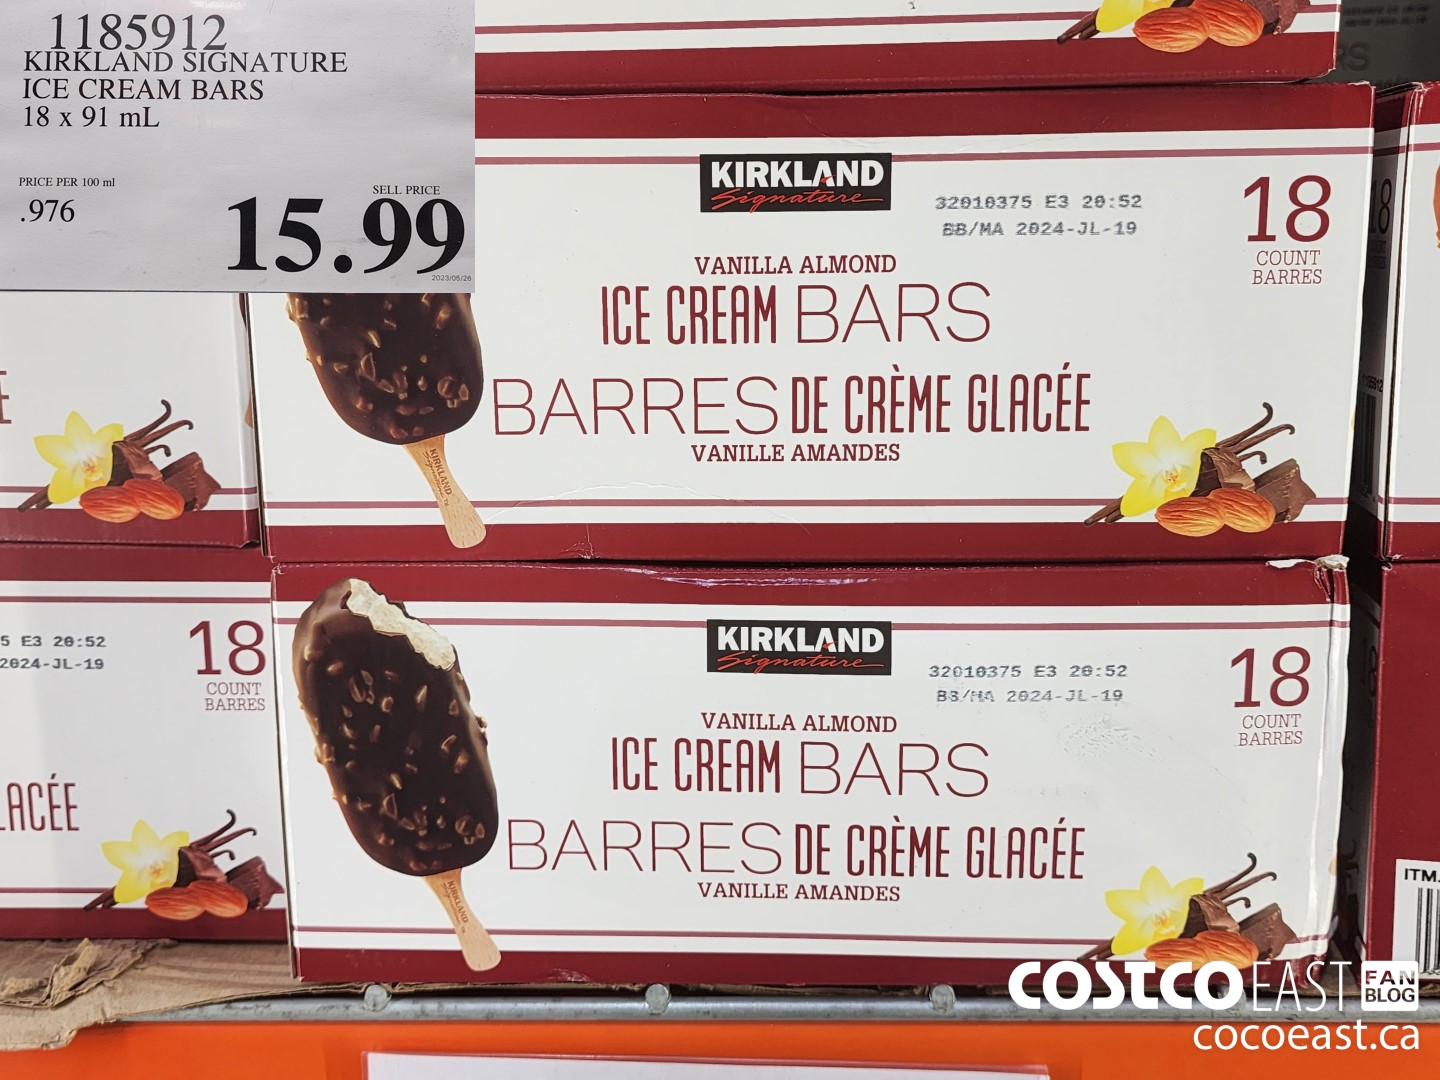 1185912
KIRKLAND SIGNATURE
ICE CREAM BARS
18 x 91 mL
PRICE PER 100 ml
.976
SELL PRICE
15.99
2023/05/26
KIRKLAND
Signature
32010375 E3 20:52
BB/MA 2024-JL-19
18
COUNT
BARRES
VANILLA ALMOND
ICE CREAM BARS
BARRES DE CRÈME GLACÉE
VANILLE AMANDES
KIRKLAND
Signature
5 E3 20:52
2024-JL-19
18
COUNT
BARRES
LACÉE
KIRKLAND
Signature
32010375 E3 20:52
BB/MA 2024-JL-19
18
COUNT
BARRES
VANILLA ALMOND
ICE CREAM BARS
BARRES DE CRÈME GLACÉE
VANILLE AMANDES
KIRKLAND
Signature
ITM.
COSTCO EAST FAN BLOG
cocoeast.ca